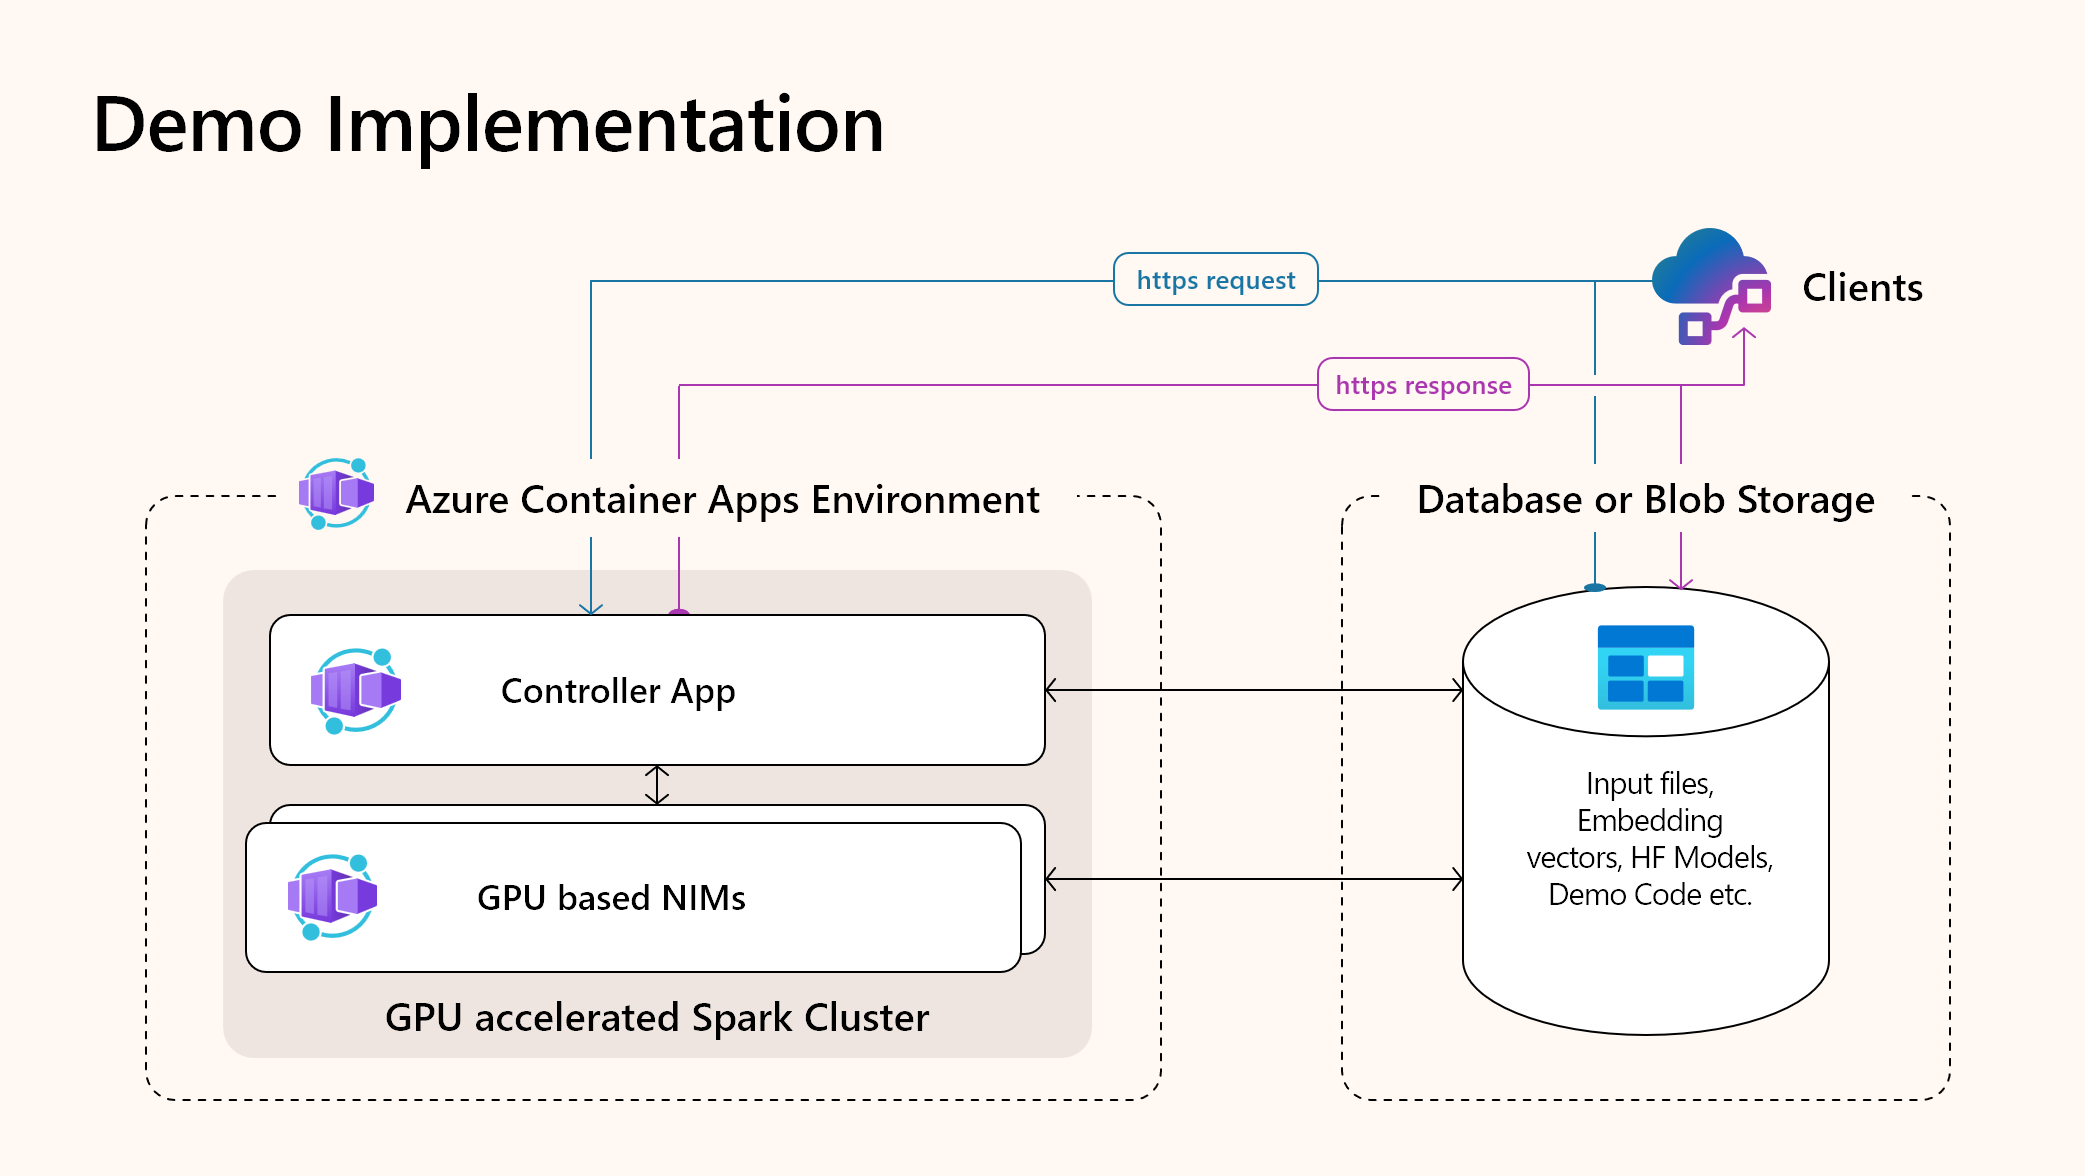 Demo Implementation
https request
Clients
https response
Azure Container Apps Environment
Database or Blob Storage
Controller App
Input files,
Embedding
vectors, HF Models,
Demo Code etc.
GPU based NIMs
GPU accelerated Spark Cluster